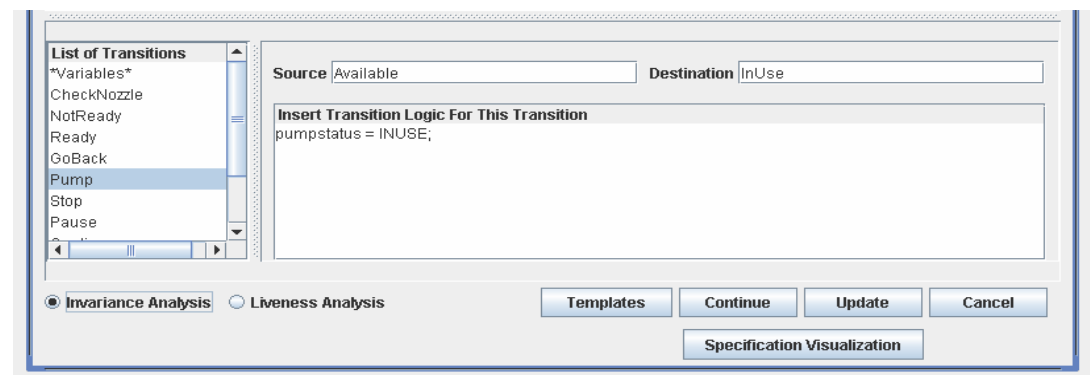 List of Transitions
*Variables*
CheckNozzle
NotReady
Ready
GoBack
Pump
Stop
Pause
Source Available Destination InUse
Insert Transition Logic For This Transition
pumpstatus = INUSE;
Invariance Analysis Liveness Analysis Templates Continue Update Cancel
Specification Visualization